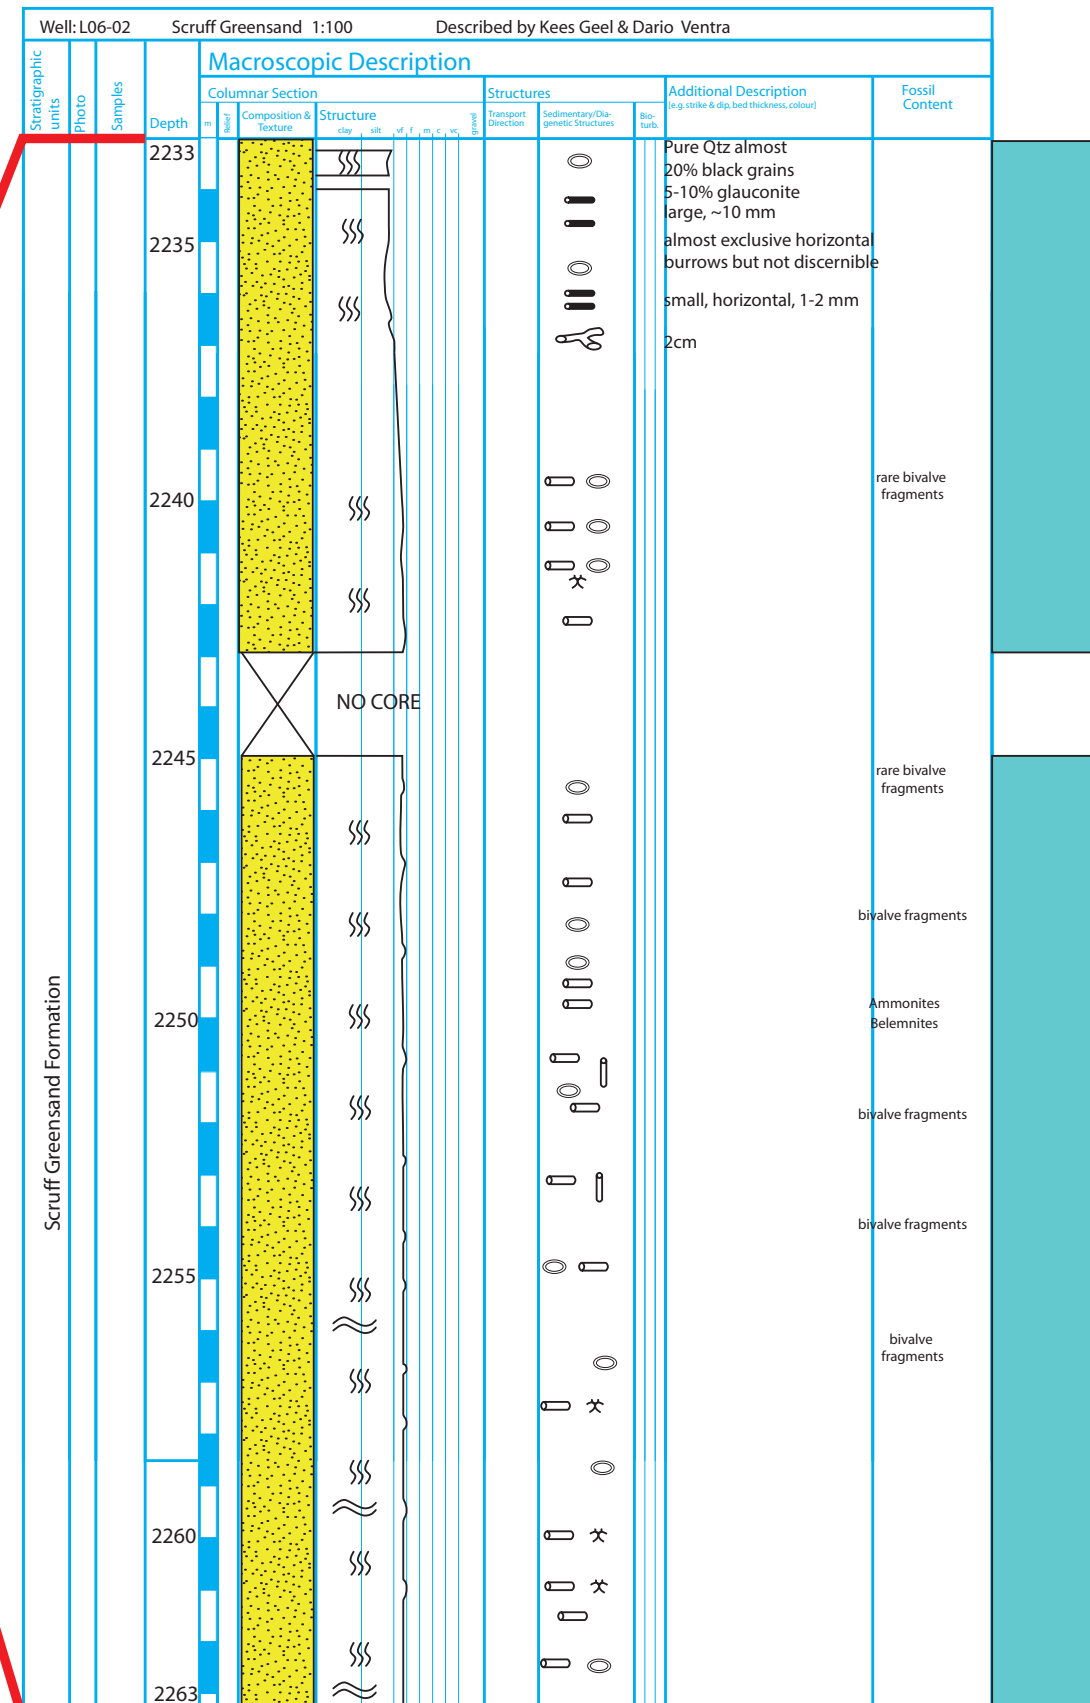 Well: L06-02 Scruff Greensand 1:100 Described by Kees Geel & Dario Ventra
Macroscopic Description
Stratigraphic
units
Photo
Samples
Depth
Columnar Section
Structures
Additional Description
[e.g. strike & dip, bed thickness, colour]
Fossil
Content
m
Relief
Composition &
Texture
Structure
clay silt vf f m c vc gravel
Transport
Direction
Sedimentary/Dia-
genetic Structures
Bio-
turb.
2233
Pure Qtz almost
20% black grains
5-10% glauconite
large, ~10 mm
2235
almost exclusive horizontal
burrows but not discernible
small, horizontal, 1-2 mm
2cm
rare bivalve
fragments
2240
NO CORE
2245
rare bivalve
fragments
bivalve fragments
Ammonites
Belemnites
2250
Scruff Greensand Formation
bivalve fragments
bivalve fragments
2255
bivalve
fragments
2260
2263